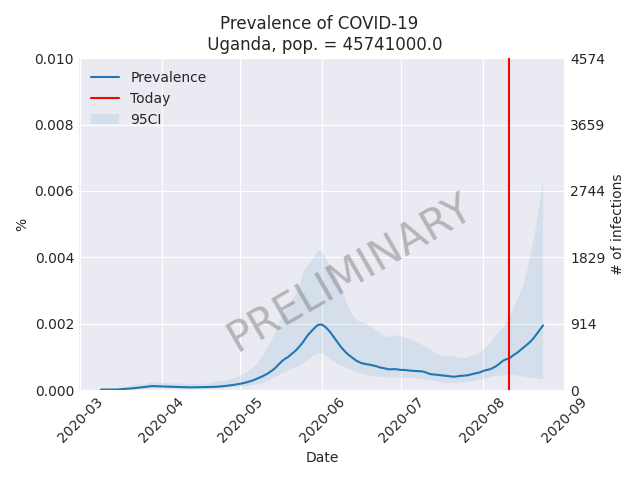 Prevalence of COVID-19
Uganda, pop. = 45741000.0
0.010
0.008
0.006
0.004
0.002
0.000
%
4574
3659
2744
1829
914
0
# of infections
Prevalence
Today
95CI
PRELIMINARY
2020-03
2020-04
2020-05
2020-06
2020-07
2020-08
2020-09
Date